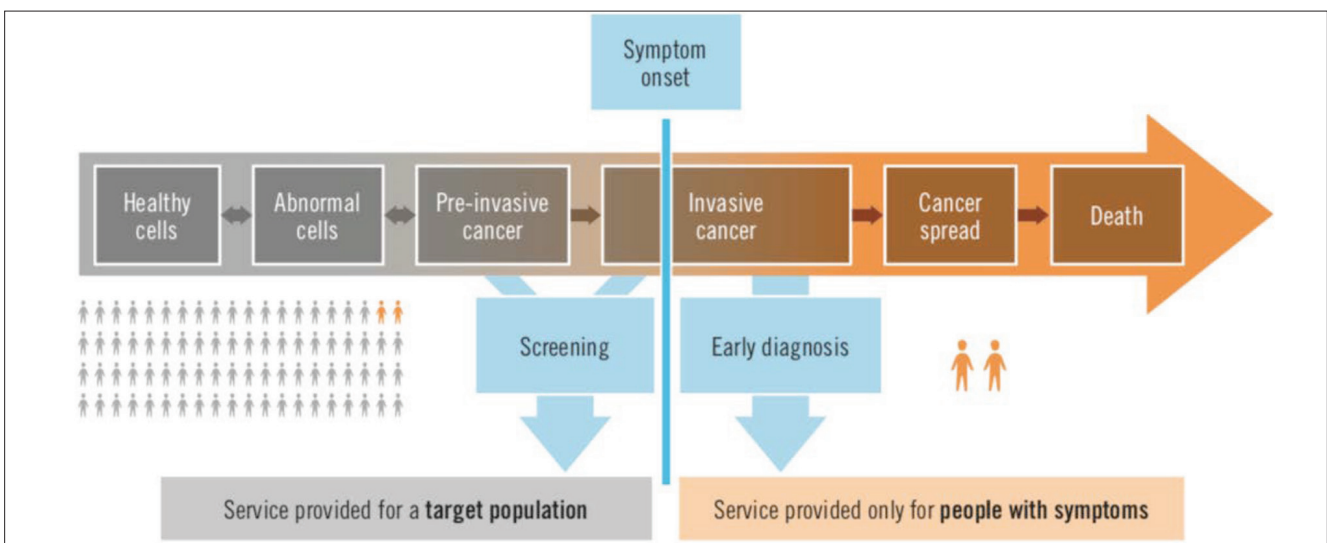 Symptom
onset
Healthy
cells
Abnormal
cells
Pre-invasive
cancer
Invasive
cancer
Cancer
spread
Death
Screening
Early diagnosis
Service provided for a target population
Service provided only for people with symptoms